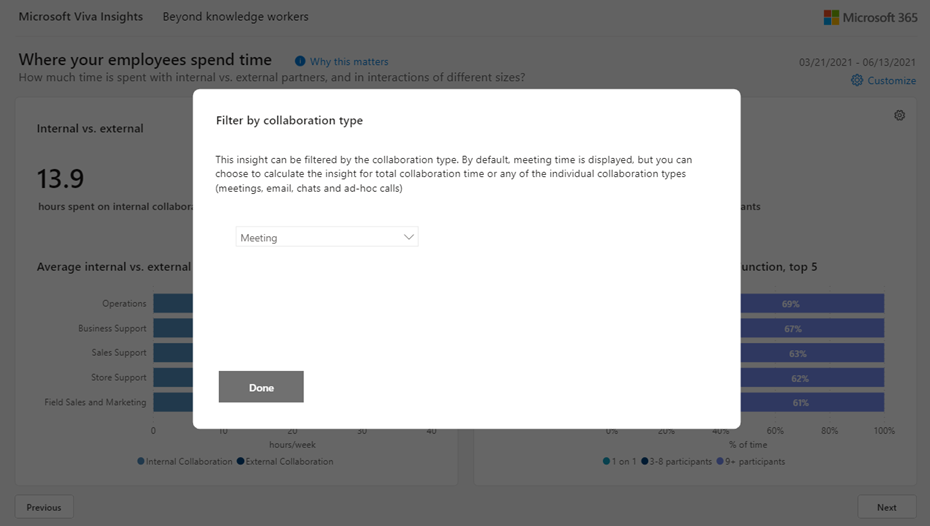 Microsoft Viva Insights Beyond knowledge workers
Microsoft 365
Where your employees spend time
Why this matters
03/21/2021 - 06/13/2021
How much time is spent with internal vs. external partners, and in interactions of different sizes?
Customize
Internal vs. external
13.9
hours spent on internal
Filter by collaboration type
This insight can be filtered by the collaboration type. By default, meeting time is displayed, but you can
choose to calculate the insight for total collaboration time or any of the individual collaboration types
(meetings, email, chats and ad-hoc calls)
Meeting
Done
Average internal vs. external
top 5
Operations
Business Support
Sales Support
Store Support
Field Sales and Marketing
69%
67%
63%
62%
61%
0 10 20 30 40
hours/week
Internal Collaboration External Collaboration
0% 20% 40% 60% 80% 100%
% of time
1 on 1 3-8 participants 9+ participants
Previous
Next